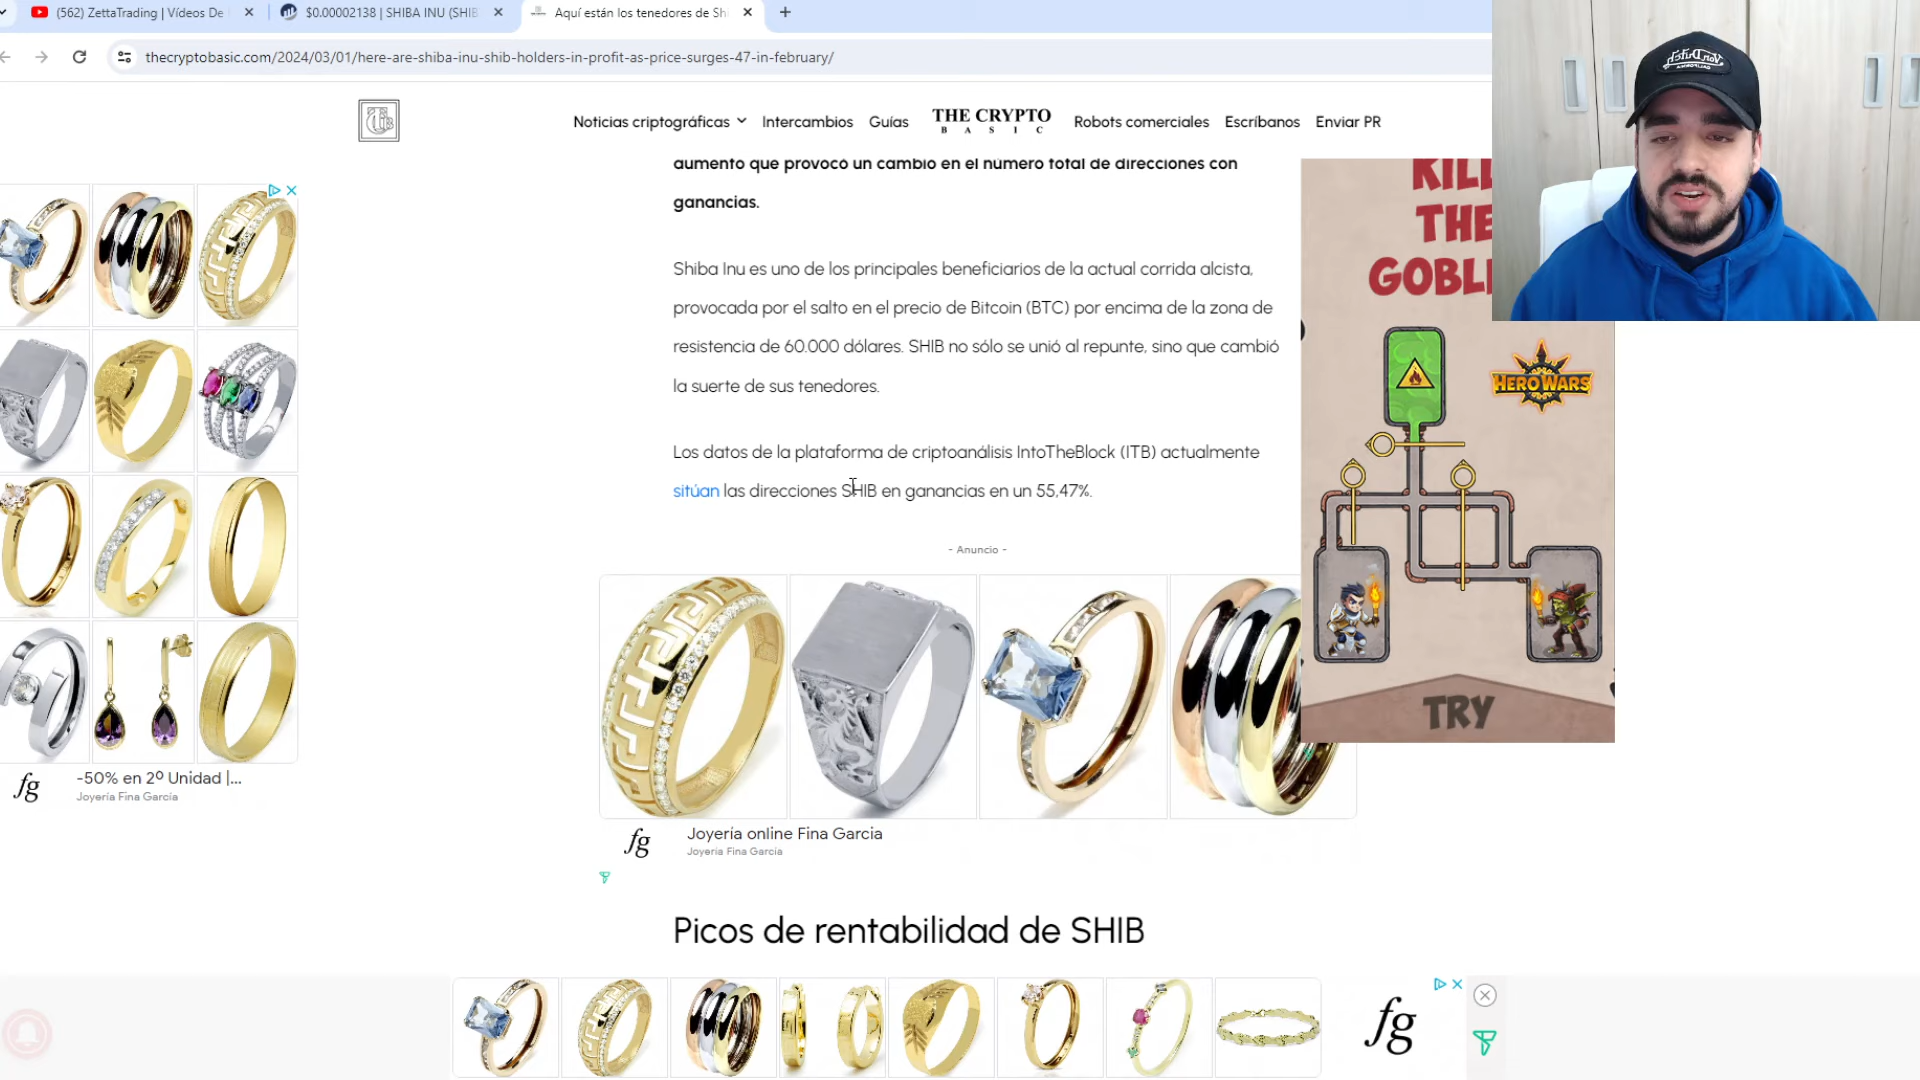 (562) ZettaTrading | Vídeos De
$0.00002138 | SHIBA INU (SHIB
Aquí están los tenedores de Sh
thecryptobasic.com/2024/03/01/here-are-shiba-inu-shib-holders-in-profit-as-price-surges-47-in-february/
Noticias criptográficas
Intercambios
Guías
THE CRYPTO
BASIC
Robots comerciales
Escríbanos
Enviar PR
aumento que provocó un cambio en el número total de direcciones con
ganancias.
Shiba Inu es uno de los principales beneficiarios de la actual corrida alcista,
provocada por el salto en el precio de Bitcoin (BTC) por encima de la zona de
resistencia de 60.000 dólares. SHIB no sólo se unió al repunte, sino que cambió
la suerte de sus tenedores.
Los datos de la plataforma de criptoanálisis IntoTheBlock (ITB) actualmente
sitúan las direcciones SHIB en ganancias en un 55,47%.
- Anuncio -
KILL
THE
GOBL
HERO WARS
TRY
-50% en 2º Unidad |...
Joyería Fina García
fg
fg
Joyería online Fina Garcia
Joyería Fina García
Picos de rentabilidad de SHIB
fg